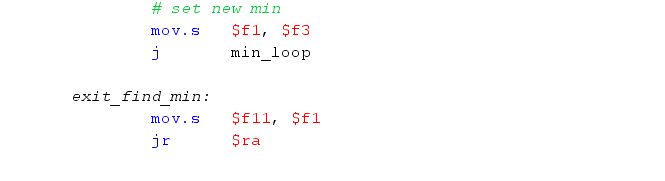 # set new min
mov.s $f1, $f3
j min_loop
exit_find_min:
mov.s $f11, $f1
jr $ra